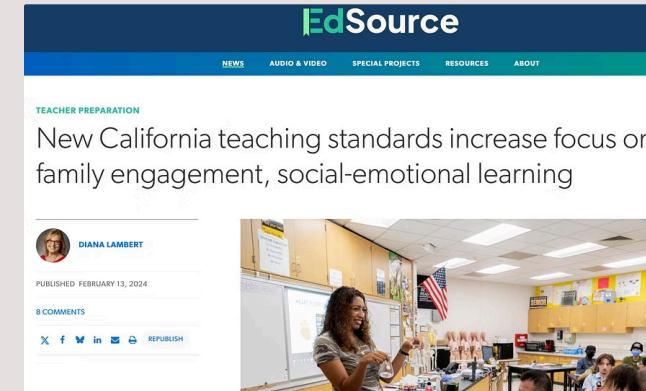 EdSource
NEWS AUDIO & VIDEO SPECIAL PROJECTS RESOURCES ABOUT
TEACHER PREPARATION
New California teaching standards increase focus on
family engagement, social-emotional learning
DIANA LAMBERT
PUBLISHED FEBRUARY 13, 2024
8 COMMENTS
REPUBLISH